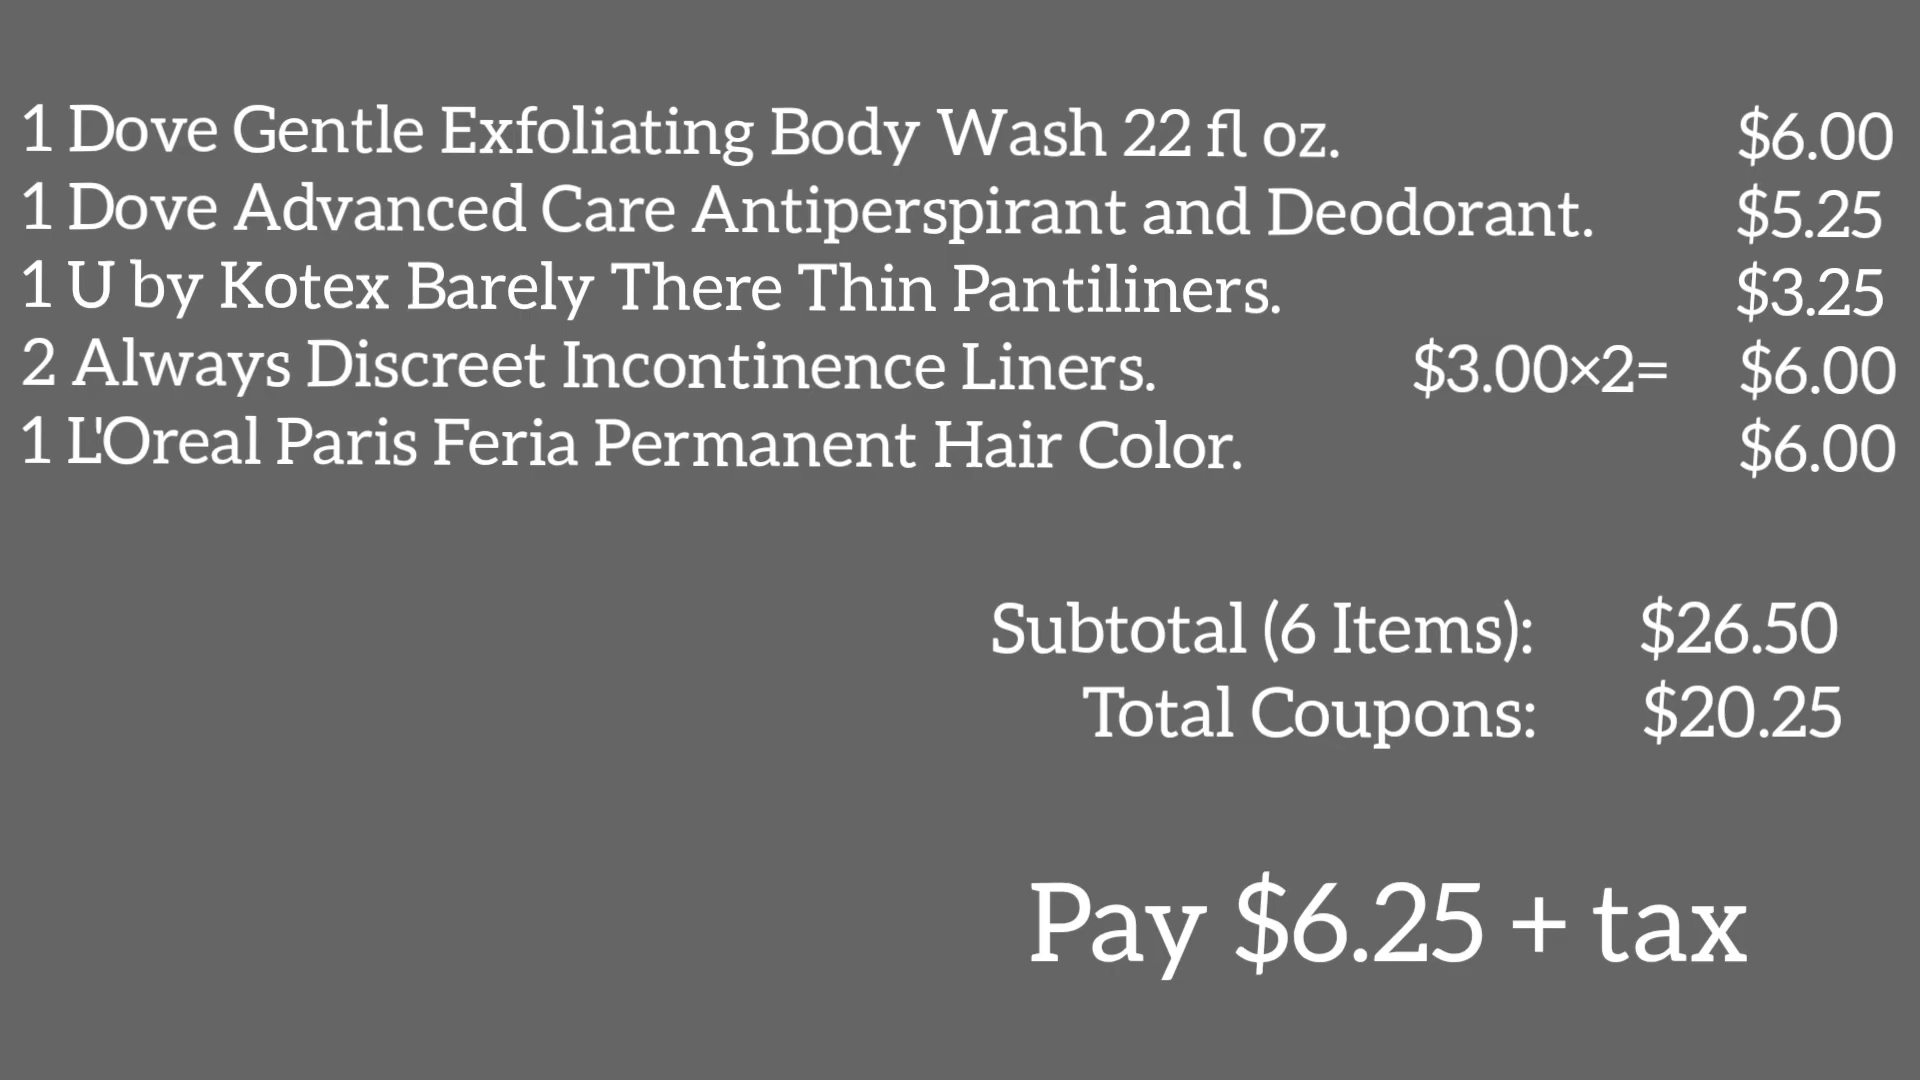 1 Dove Gentle Exfoliating Body Wash 22 fl oz. $6.00
1 Dove Advanced Care Antiperspirant and Deodorant. $5.25
1 U by Kotex Barely There Thin Pantiliners. $3.25
2 Always Discreet Incontinence Liners. $3.00×2= $6.00
1 L'Oreal Paris Feria Permanent Hair Color. $6.00
Subtotal (6 Items): $26.50
Total Coupons: $20.25
Pay $6.25 + tax